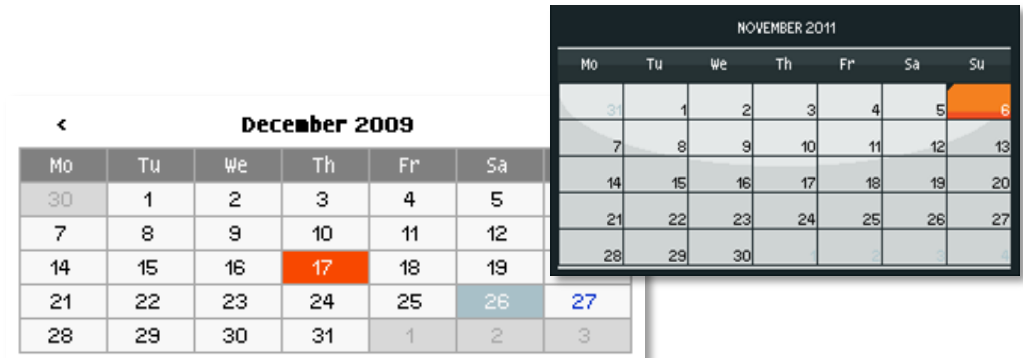 NOVEMBER 2011
Mo Tu We Th Fr Sa Su
31 1 2 3 4 5 6
7 8 9 10 11 12 13
14 15 16 17 18 19 20
21 22 23 24 25 26 27
28 29 30 1 2 3 4
< December 2009
Mo Tu We Th Fr Sa
30 1 2 3 4 5
7 8 9 10 11 12
14 15 16 17 18 19
21 22 23 24 25 26 27
28 29 30 31 1 2 3